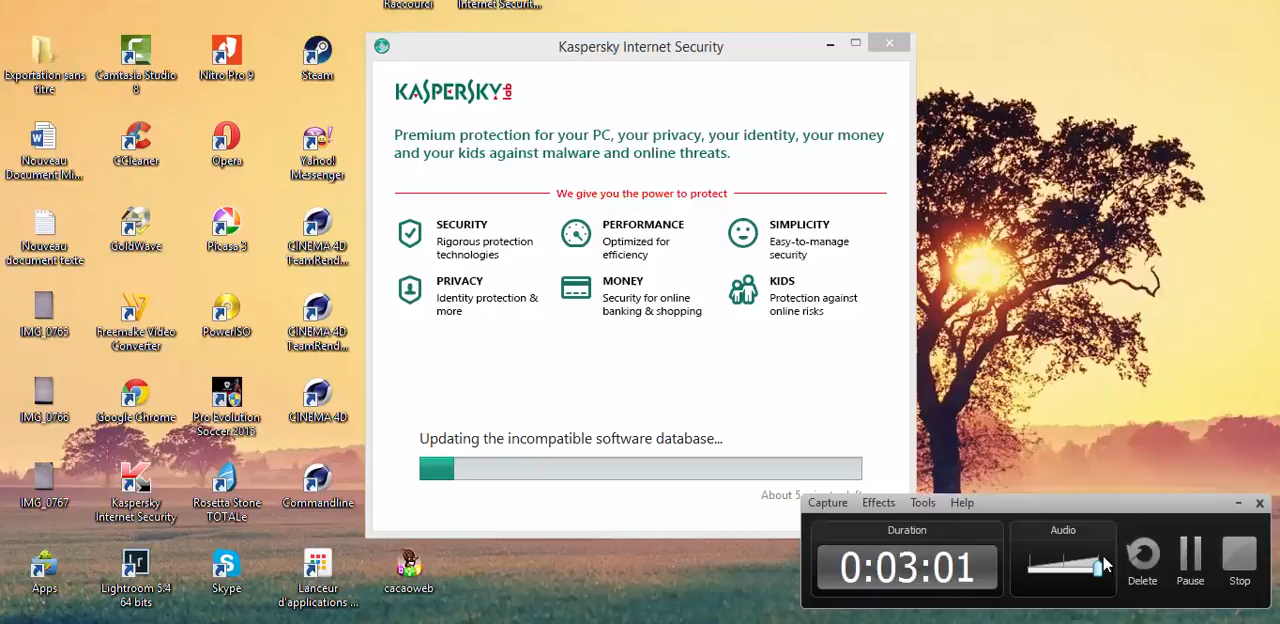 Raccourci
Internet Securit...
Exportation sans
titre
Camtasia Studio
8
Nitro Pro 9
Steam
Nouveau
Document Mi...
CCleaner
Opera
Yahoo!
Messenger
Nouveau
document texte
GoldWave
Picasa 3
CINEMA 4D
TeamRend...
IMG_0765
Freemake Video
Converter
PowerISO
CINEMA 4D
TeamRend...
IMG_0766
Google Chrome
Pro Evolution
Soccer 2015
CINEMA 4D
IMG_0767
Kaspersky
Internet Security
Rosetta Stone
TOTALe
Commandline
Apps
Lightroom 5.4
64 bits
Skype
Lanceur
d'applications ...
cacaoweb
Kaspersky Internet Security
KASPERSKY lab
Premium protection for your PC, your privacy, your identity, your money
and your kids against malware and online threats.
We give you the power to protect
SECURITY
Rigorous protection
technologies
PERFORMANCE
Optimized for
efficiency
SIMPLICITY
Easy-to-manage
security
PRIVACY
Identity protection &
more
MONEY
Security for online
banking & shopping
KIDS
Protection against
online risks
Updating the incompatible software database...
About 5
Capture Effects Tools Help
Duration
0:03:01
Audio
Delete
Pause
Stop